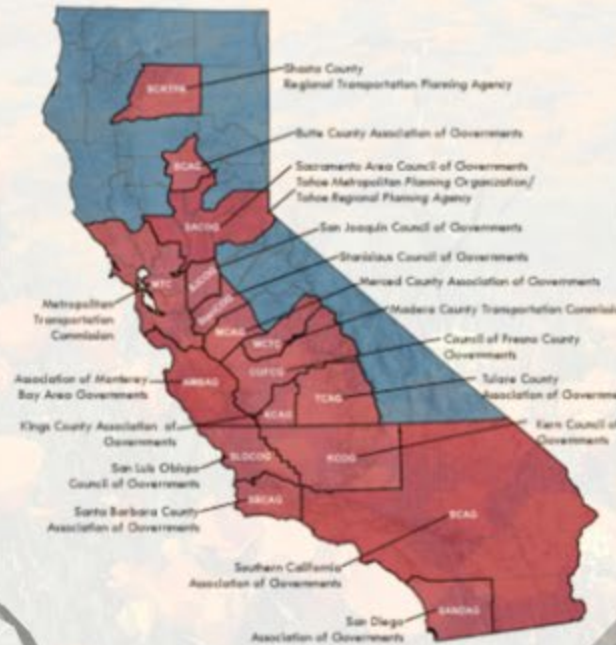 Shasta County
Regional Transportation Planning Agency
SCRTPA
Butte County Association of Governments
BCAG
Sacramento Area Council of Governments
Tahoe Metropolitan Planning Organization/
Tahoe Regional Planning Agency
SACOG
San Joaquin Council of Governments
SJCOG
Stanislaus Council of Governments
Merced County Association of Governments
MTC
Metropolitan
Transportation
Commission
MCAG
Madera County Transportation Commiss
MCTC
Council of Fresno County
Governments
COFCG
Association of Monterey
Bay Area Governments
AMBAG
Tulare County
Association of Governme
TCAG
Kings County Association of
Governments
KCAG
Kern Council of
Governments
KCOG
San Luis Obispo
Council of Governments
SLOCOG
Santa Barbara County
Association of Governments
SBCAG
SCAG
Southern California
Association of Governments
San Diego
Association of Governments
SANDAG